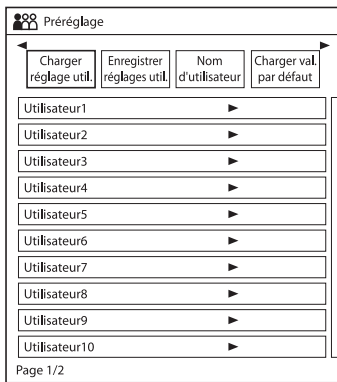 Préréglage
Charger
réglage util.
Enregistrer
réglages util.
Nom
d'utilisateur
Charger val.
par défaut
Utilisateur1
Utilisateur2
Utilisateur3
Utilisateur4
Utilisateur5
Utilisateur6
Utilisateur7
Utilisateur8
Utilisateur9
Utilisateur10
Page 1/2